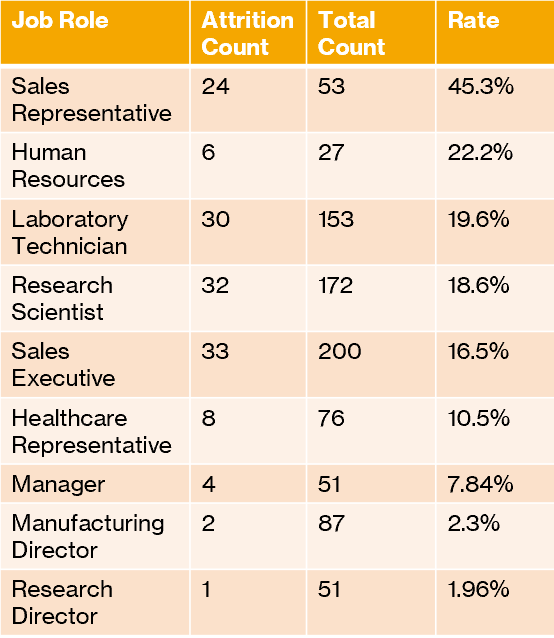 Job Role Attrition Count Total Count Rate
Sales Representative 24 53 45.3%
Human Resources 6 27 22.2%
Laboratory Technician 30 153 19.6%
Research Scientist 32 172 18.6%
Sales Executive 33 200 16.5%
Healthcare Representative 8 76 10.5%
Manager 4 51 7.84%
Manufacturing Director 2 87 2.3%
Research Director 1 51 1.96%